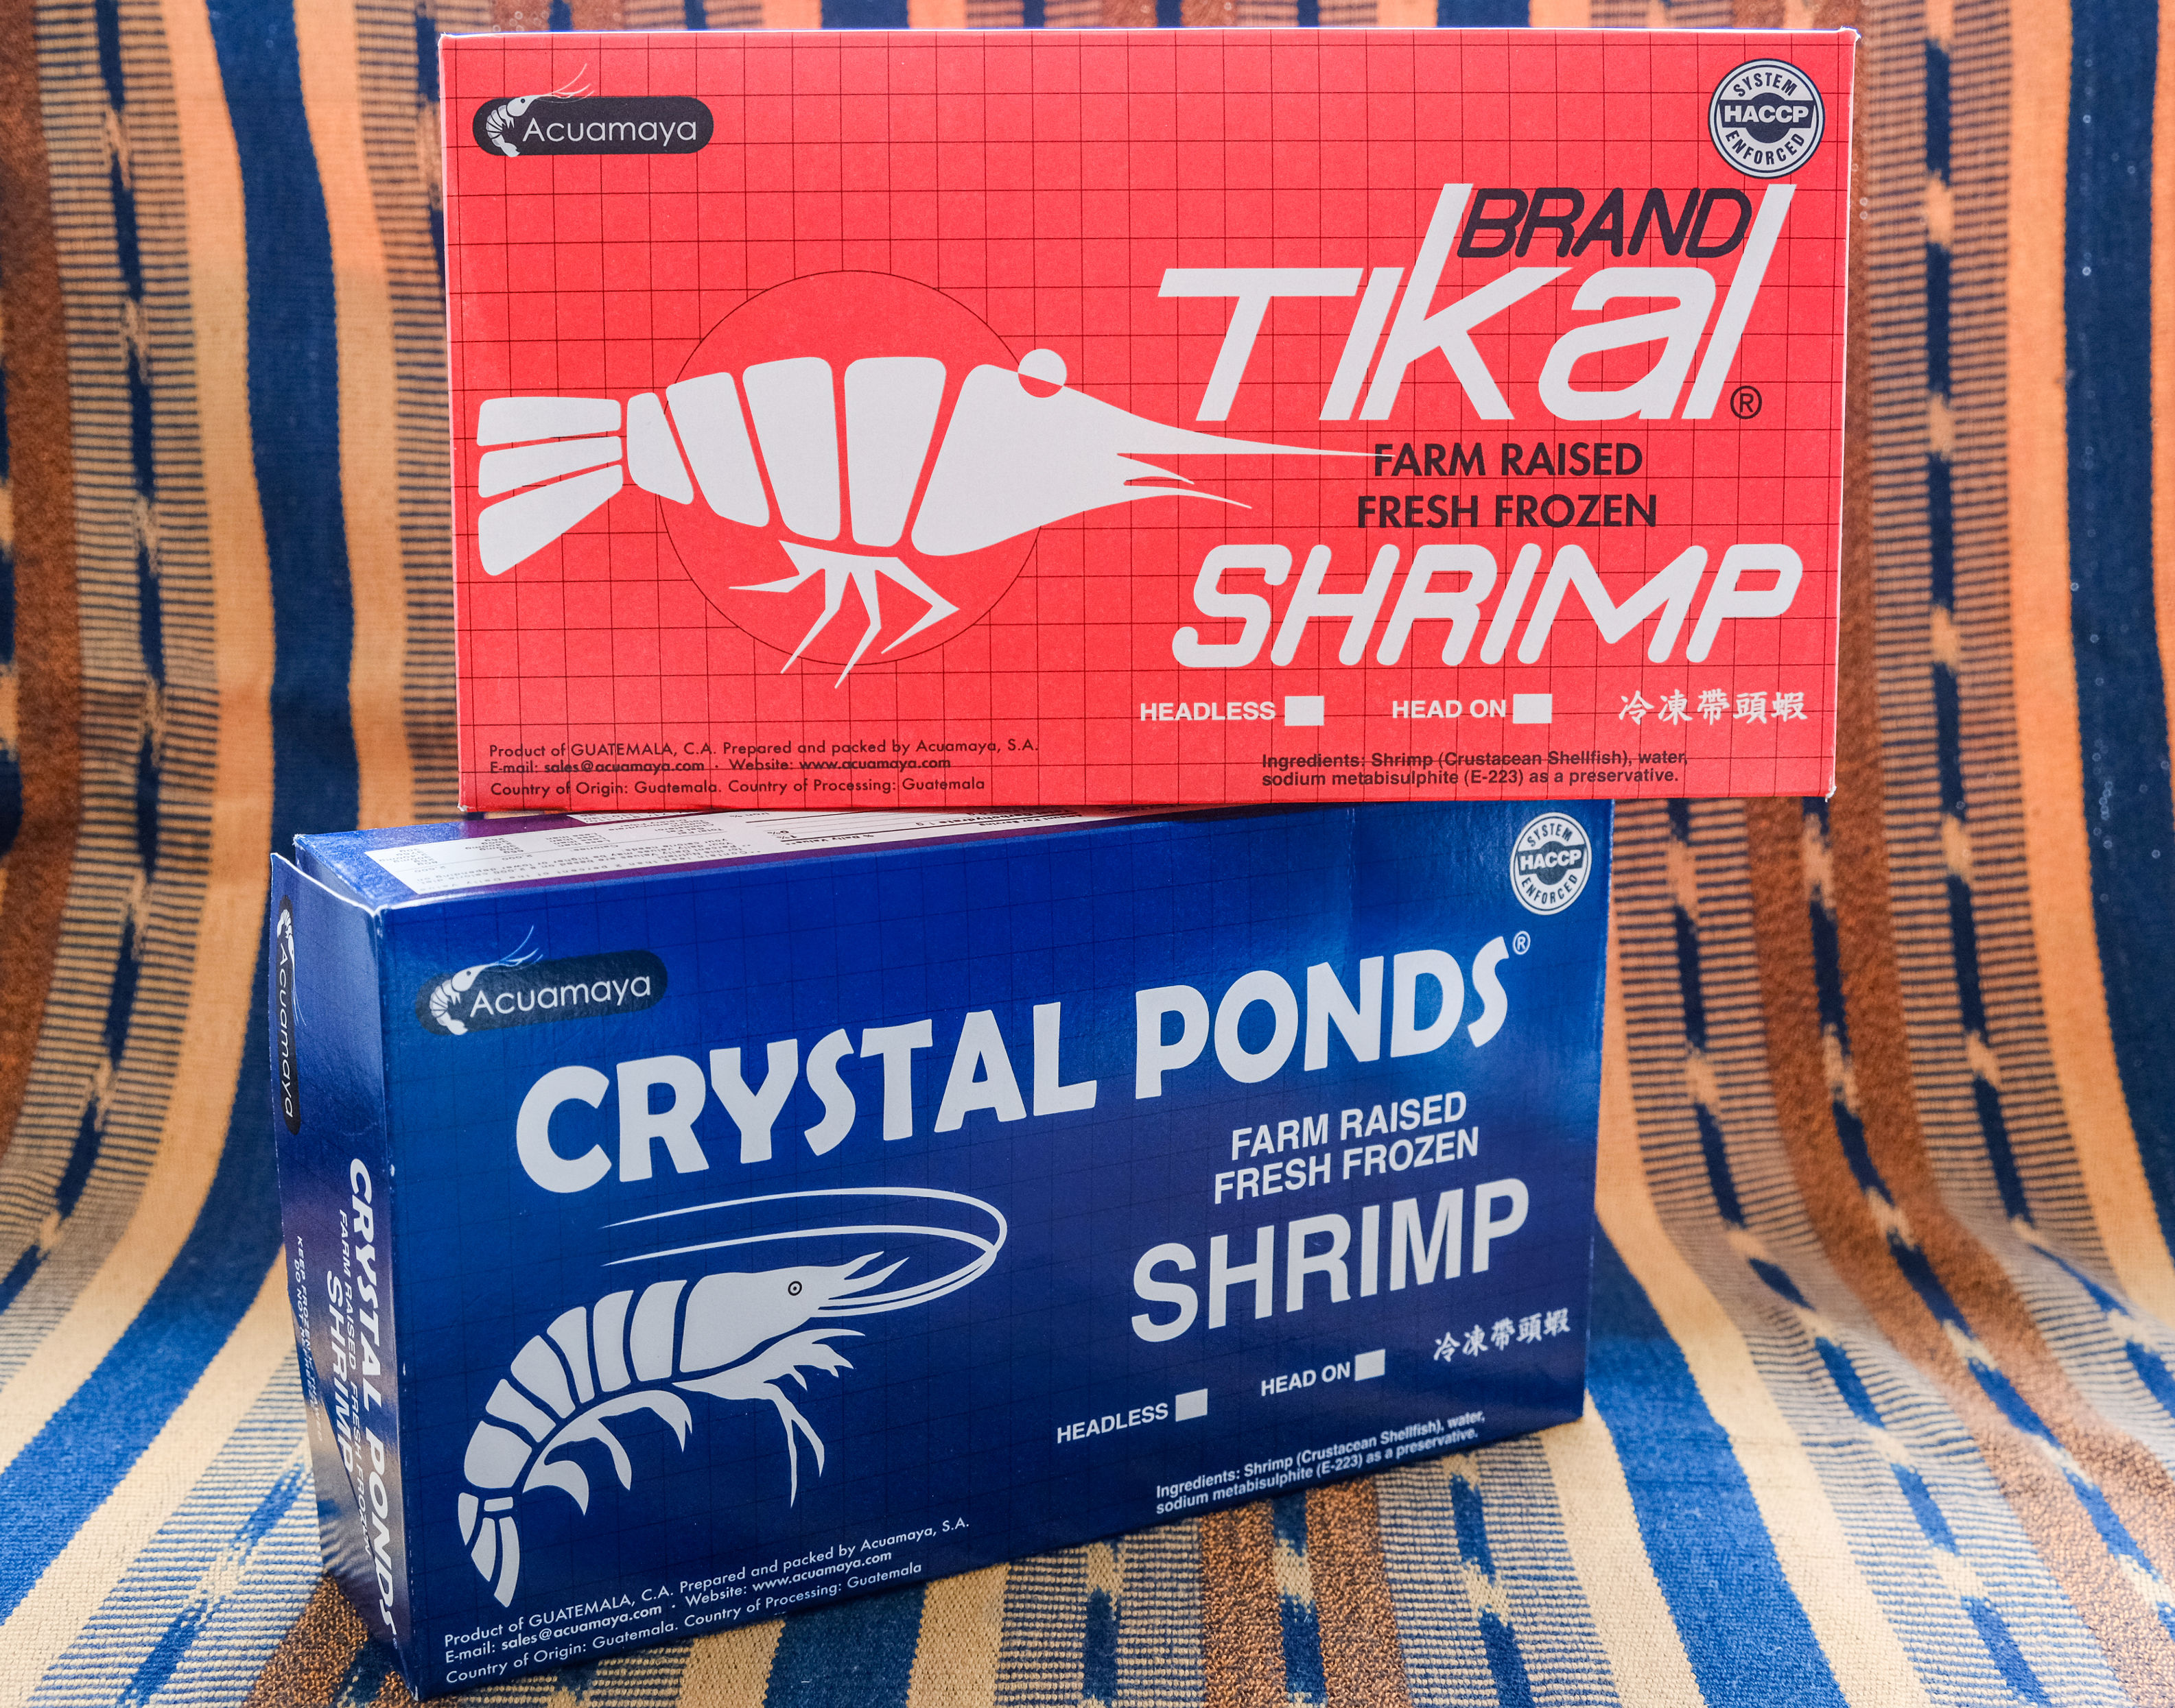 Acuamaya
SYSTEM
HACCP
ENFORCED
BRAND
Tikal®
FARM RAISED
FRESH FROZEN
SHRIMP
HEADLESS HEAD ON 冷凍帶頭蝦
Product of GUATEMALA, C.A. Prepared and packed by Acuamaya, S.A.
E-mail: sales@acuamaya.com · Website: www.acuamaya.com
Country of Origin: Guatemala. Country of Processing: Guatemala
Ingredients: Shrimp (Crustacean Shellfish), water,
sodium metabisulphite (E-223) as a preservative.
% Daily Value*
SYSTEM
HACCP
ENFORCED
Acuamaya
CRYSTAL PONDS®
FARM RAISED
FRESH FROZEN
SHRIMP
冷凍帶頭蝦
HEADLESS HEAD ON
Ingredients: Shrimp (Crustacean Shellfish), water,
sodium metabisulphite (E-223) as a preservative.
Product of GUATEMALA, C.A. Prepared and packed by Acuamaya, S.A.
E-mail: sales@acuamaya.com · Website: www.acuamaya.com
Country of Origin: Guatemala. Country of Processing: Guatemala
Acuamaya
CRYSTAL PONDS
FARM RAISED FRESH FROZEN
SHRIMP
KEEP FROZEN
DO NOT